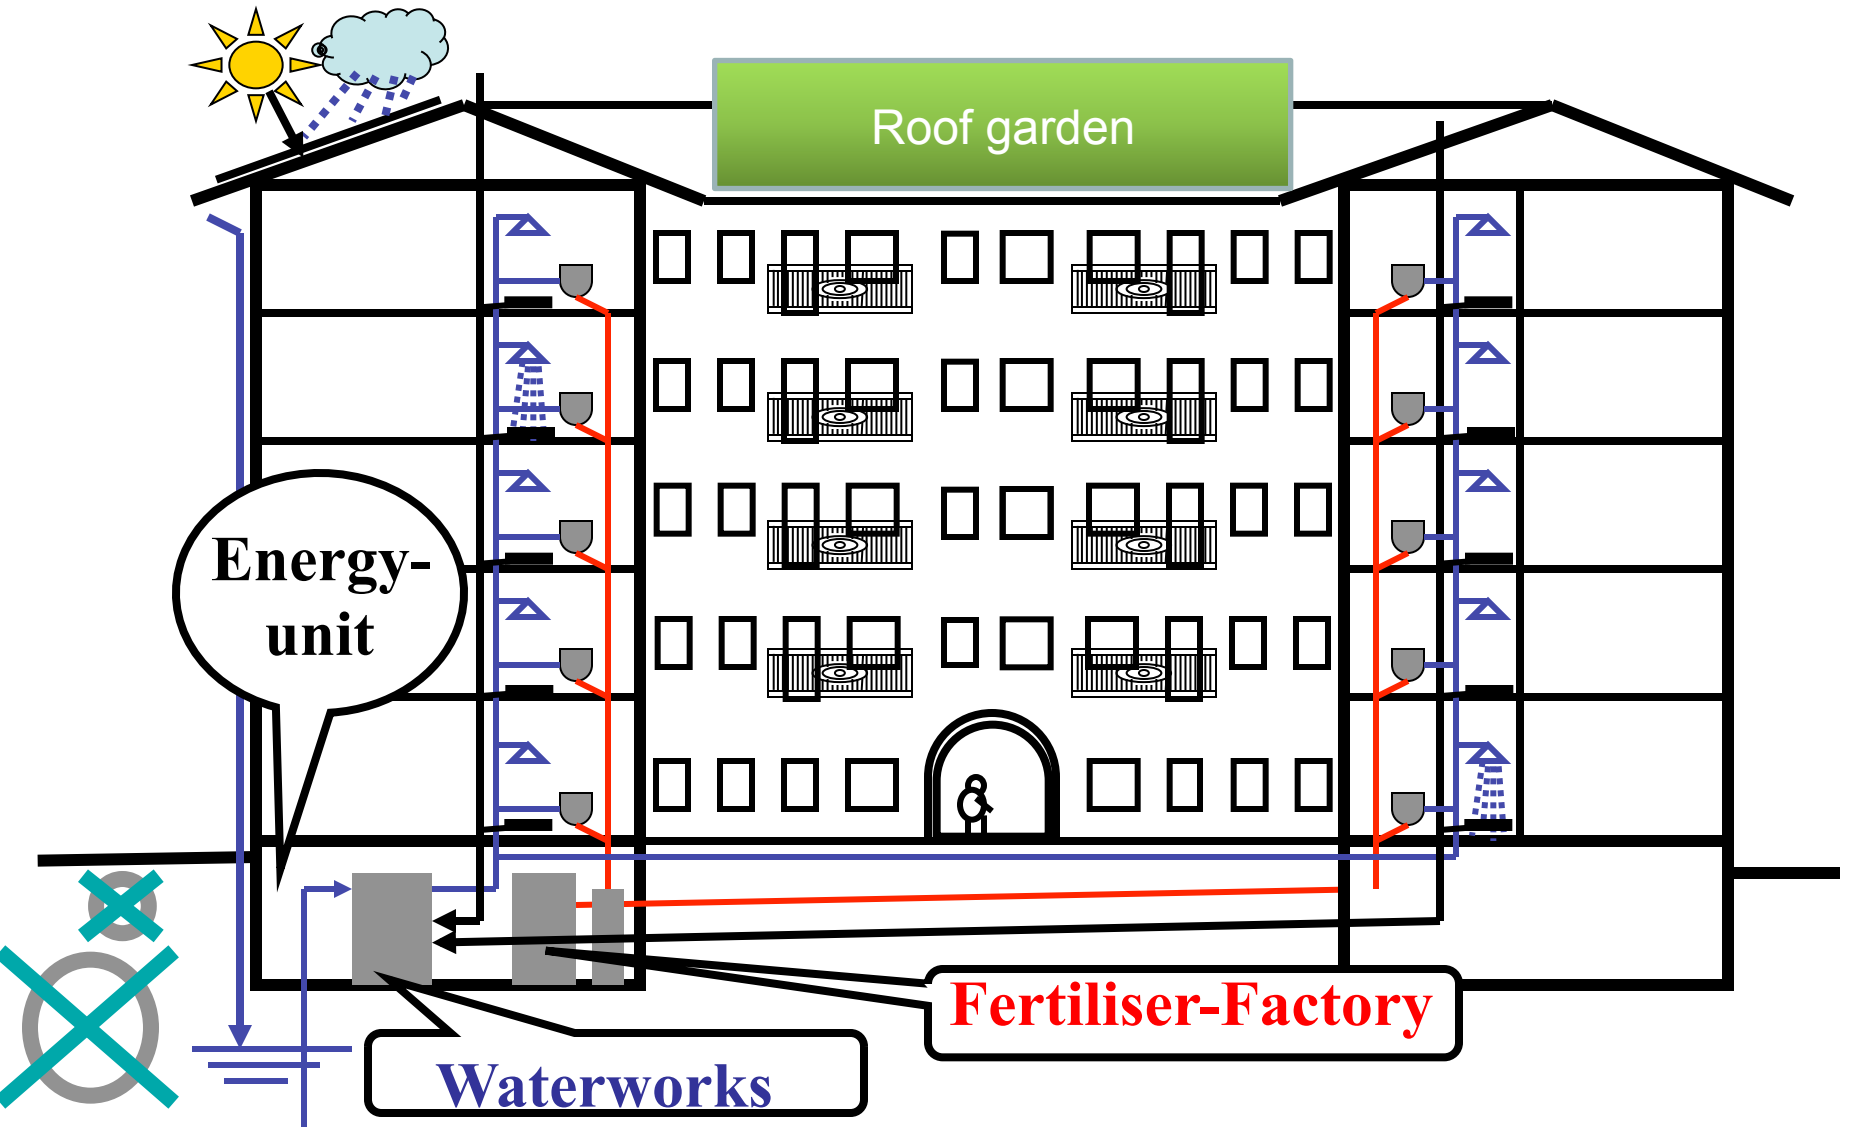 Roof garden
Energy-
unit
Fertiliser-Factory
Waterworks